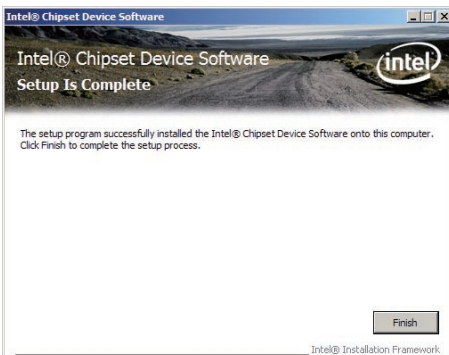 Intel® Chipset Device Software
Intel® Chipset Device Software
Setup Is Complete
intel
The setup program successfully installed the Intel® Chipset Device Software onto this computer.
Click Finish to complete the setup process.
Finish
Intel® Installation Framework